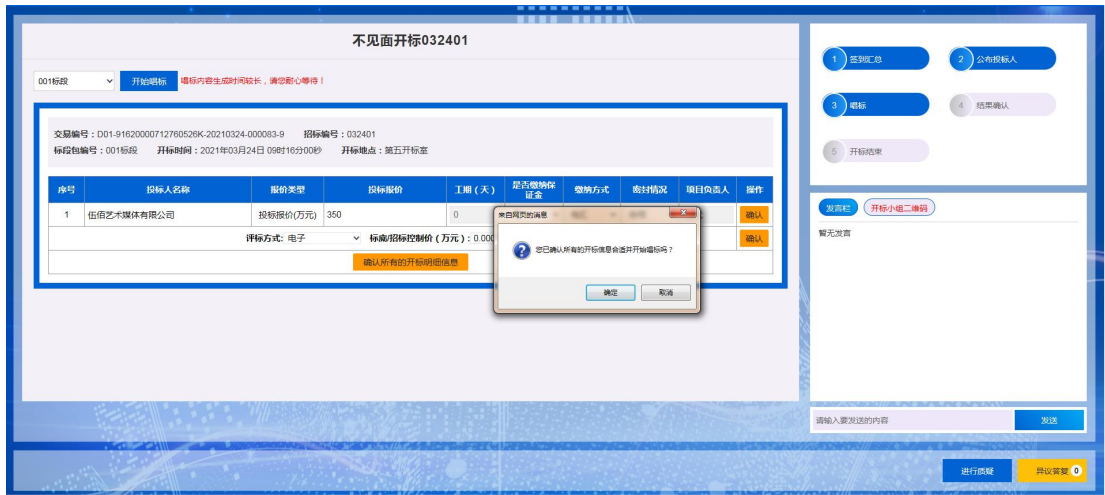 不见面开标032401
001标段 开始唱标 唱标内容生成时间较长，请您耐心等待！
交易编号：D01-91620000712760526K-20210324-000083-9 招标编号：032401
标段包编号：001标段 开标时间：2021年03月24日 09时16分00秒 开标地点：第五开标室
序号 投标人名称 报价类型 投标报价 工期（天） 是否缴纳保证金 缴纳方式 密封情况 项目负责人 操作
1 伍佰艺术媒体有限公司 投标报价(万元) 350 0 确认
评标方式: 电子 标底/招标控制价（万元）: 0.000 确认
确认所有的开标明细信息
来自网页的消息
您已确认所有的开标信息合适并开始唱标吗？
确定 取消
1 签到汇总
2 公布投标人
3 唱标
4 结果确认
5 开标结束
发言栏 开标小组二维码
暂无发言
请输入要发送的内容 发送
进行质疑 异议答复 0